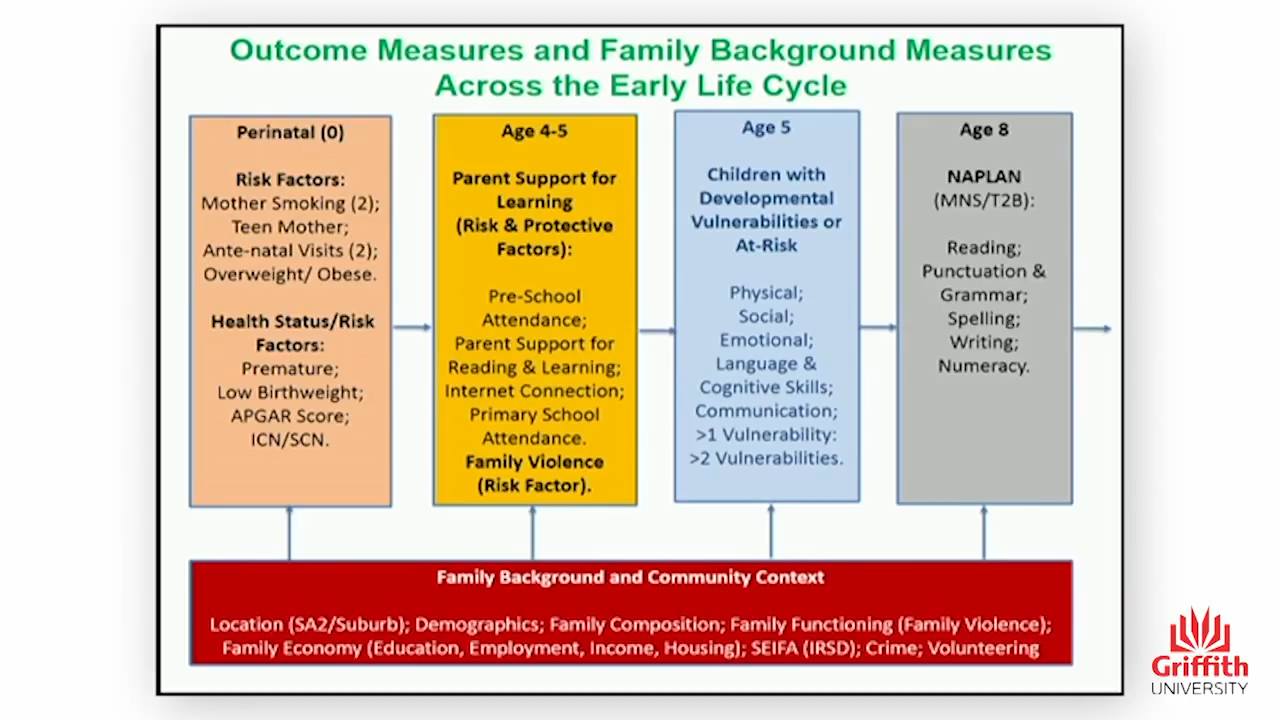 Outcome Measures and Family Background Measures
Across the Early Life Cycle
Perinatal (0)
Risk Factors:
Mother Smoking (2);
Teen Mother;
Ante-natal Visits (2);
Overweight/ Obese.
Health Status/Risk
Factors:
Premature;
Low Birthweight;
APGAR Score;
ICN/SCN.
Age 4-5
Parent Support for
Learning
(Risk & Protective
Factors):
Pre-School
Attendance;
Parent Support for
Reading & Learning;
Internet Connection;
Primary School
Attendance.
Family Violence
(Risk Factor).
Age 5
Children with
Developmental
Vulnerabilities or
At-Risk
Physical;
Social;
Emotional;
Language &
Cognitive Skills;
Communication;
>1 Vulnerability:
>2 Vulnerabilities.
Age 8
NAPLAN
(MNS/T2B):
Reading;
Punctuation &
Grammar;
Spelling;
Writing;
Numeracy.
Family Background and Community Context
Location (SA2/Suburb); Demographics; Family Composition; Family Functioning (Family Violence);
Family Economy (Education, Employment, Income, Housing); SEIFA (IRSD); Crime; Volunteering
Griffith
UNIVERSITY